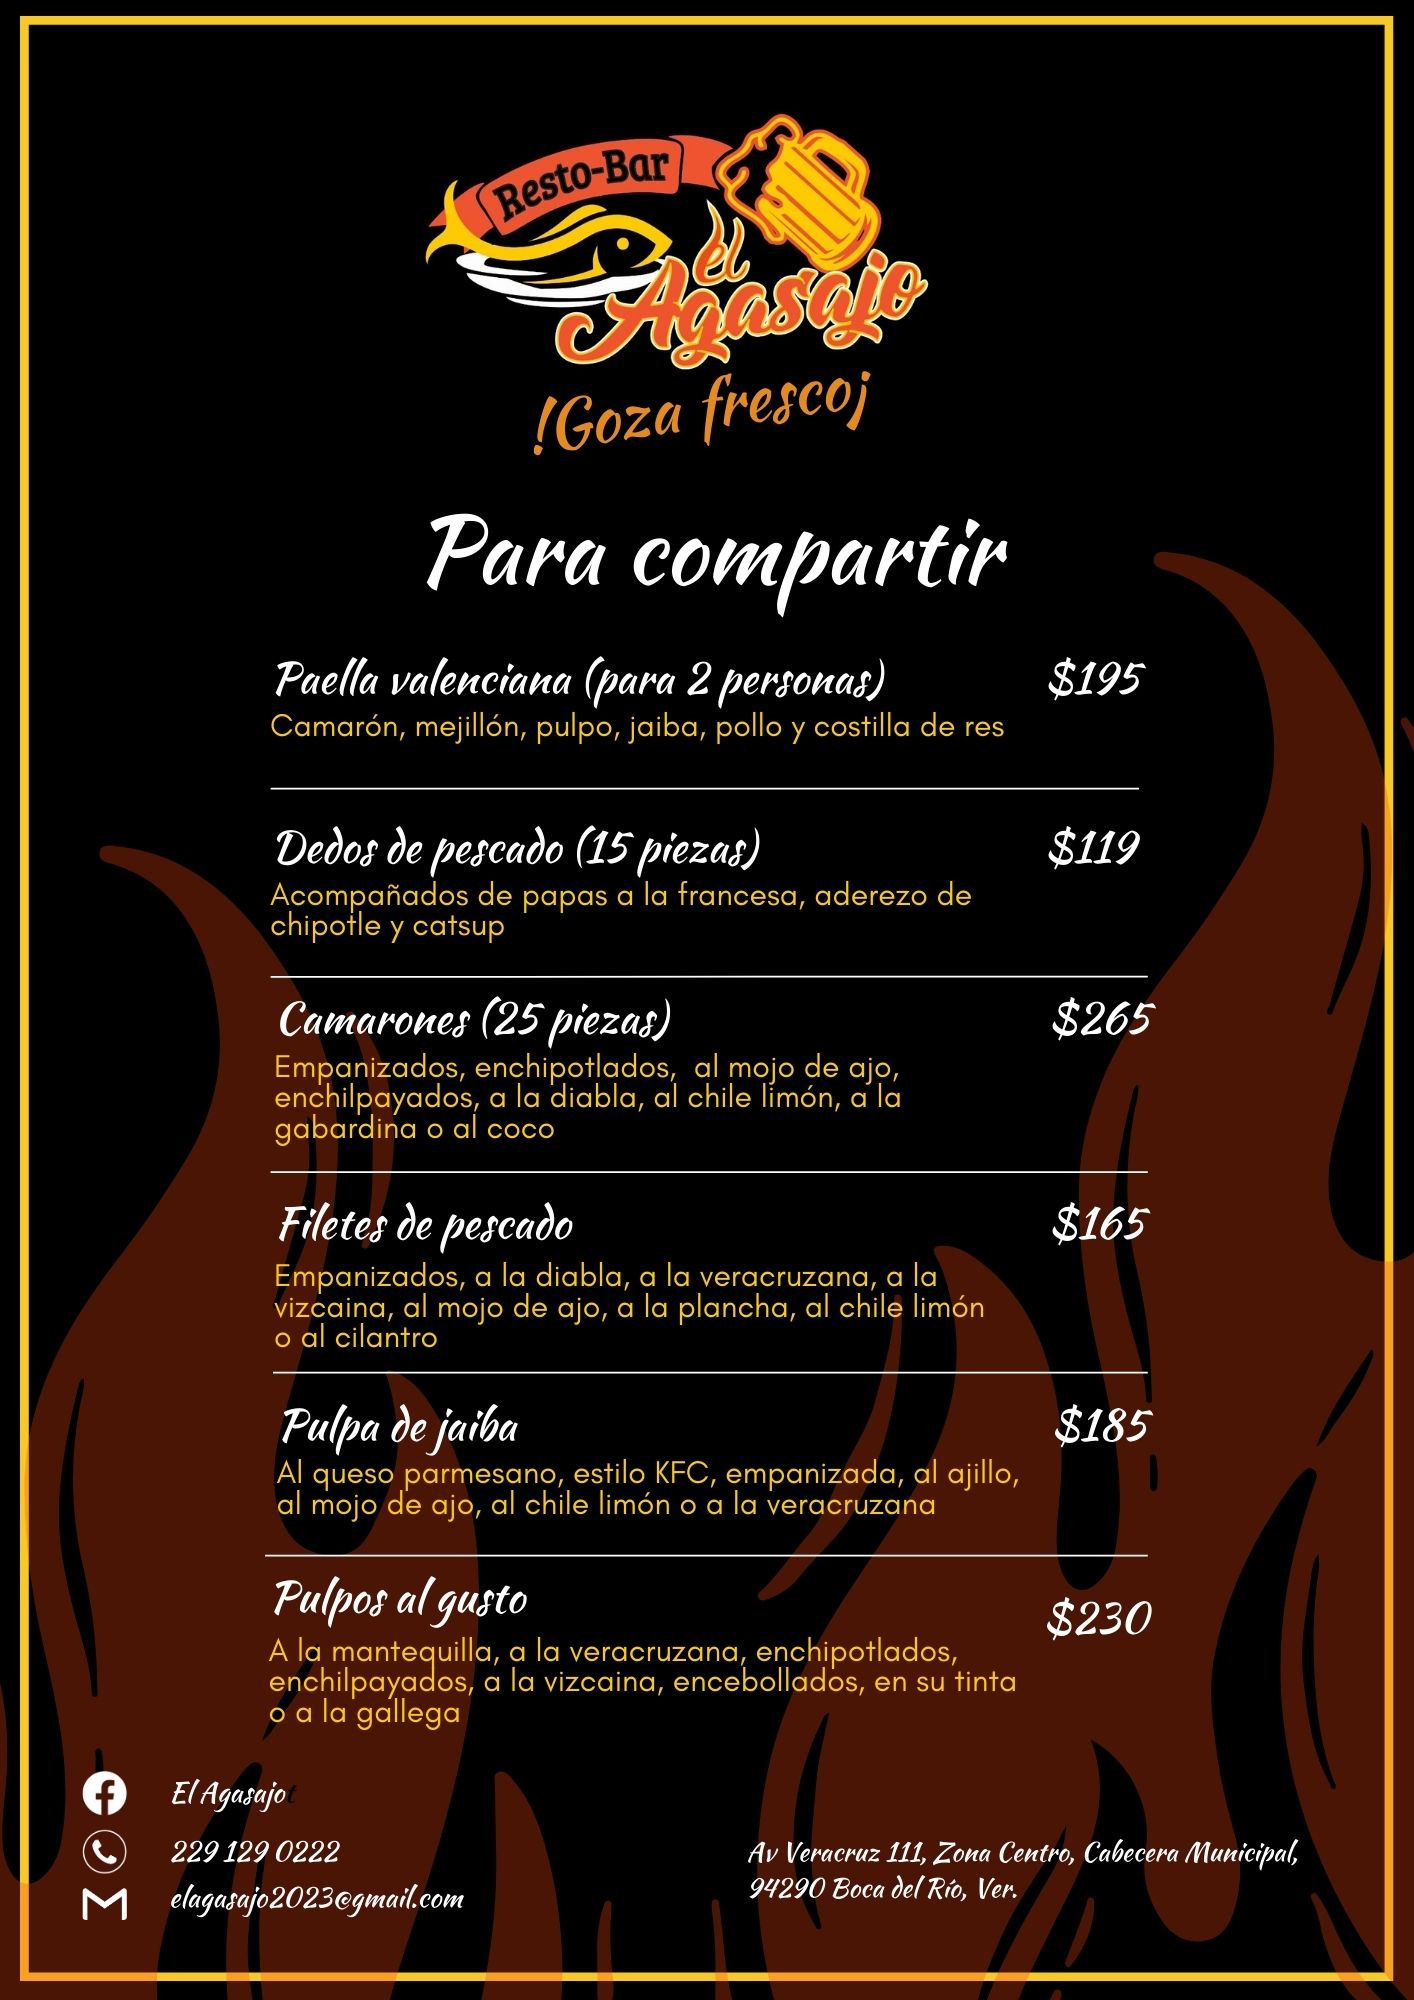 Resto-Bar
el
Agasajo
!Goza fresco¡
Para compartir
Paella valenciana (para 2 personas) $195
Camarón, mejillón, pulpo, jaiba, pollo y costilla de res
Dedos de pescado (15 piezas) $119
Acompañados de papas a la francesa, aderezo de
chipotle y catsup
Camarones (25 piezas) $265
Empanizados, enchipotlados, al mojo de ajo,
enchilpayados, a la diabla, al chile limón, a la
gabardina o al coco
Filetes de pescado $165
Empanizados, a la diabla, a la veracruzana, a la
vizcaina, al mojo de ajo, a la plancha, al chile limón
o al cilantro
Pulpa de jaiba $185
Al queso parmesano, estilo KFC, empanizada, al ajillo,
al mojo de ajo, al chile limón o a la veracruzana
Pulpos al gusto $230
A la mantequilla, a la veracruzana, enchipotlados,
enchilpayados, a la vizcaina, encebollados, en su tinta
o a la gallega
El Agasajo
229 129 0222
elagasajo2023@gmail.com
Av Veracruz 111, Zona Centro, Cabecera Municipal,
94290 Boca del Río, Ver.